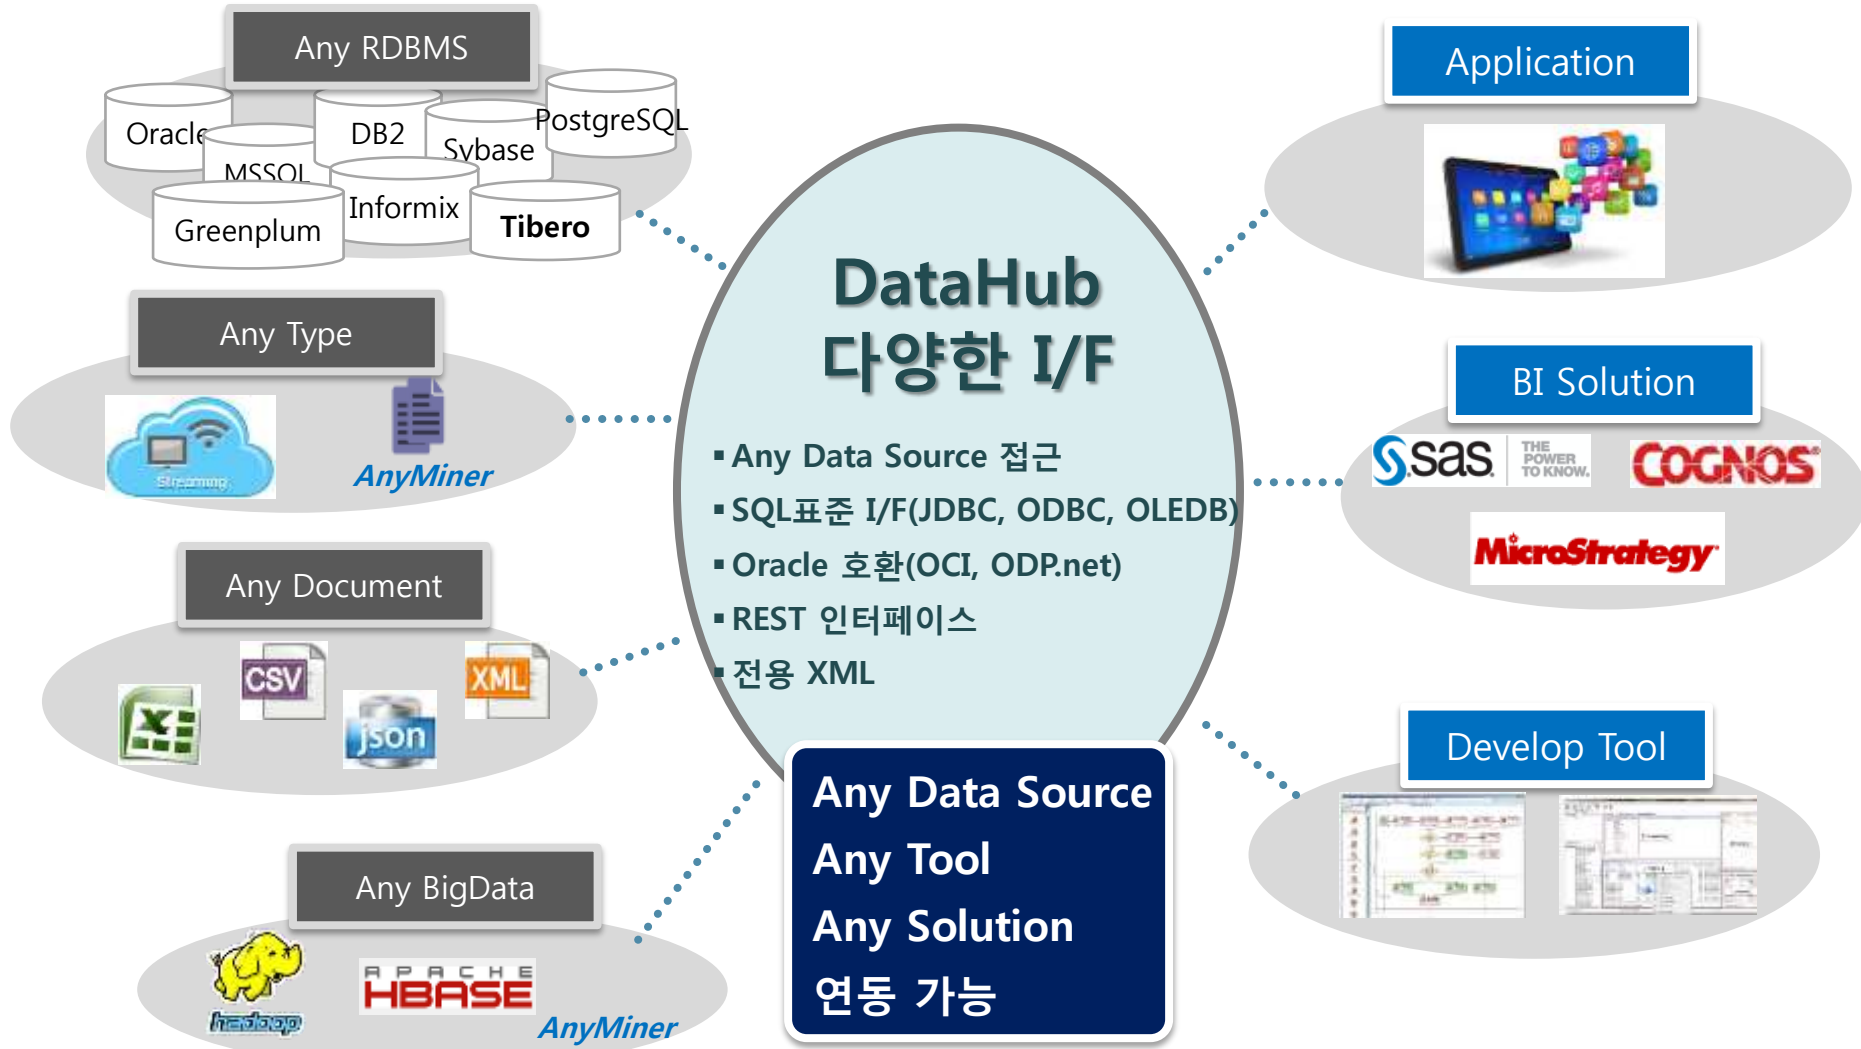 Any RDBMS
Oracle
MSSQL
DB2
Sybase
PostgreSQL
Greenplum
Informix
Tibero
Any Type
Streaming
AnyMiner
Any Document
CSV
XML
json
Any BigData
hadoop
APACHE
HBASE
AnyMiner
DataHub
다양한 I/F
▪ Any Data Source 접근
▪ SQL표준 I/F(JDBC, ODBC, OLEDB)
▪ Oracle 호환(OCI, ODP.net)
▪ REST 인터페이스
▪ 전용 XML
Any Data Source
Any Tool
Any Solution
연동 가능
Application
BI Solution
sas
THE
POWER
TO KNOW.
COGNOS
MicroStrategy
Develop Tool